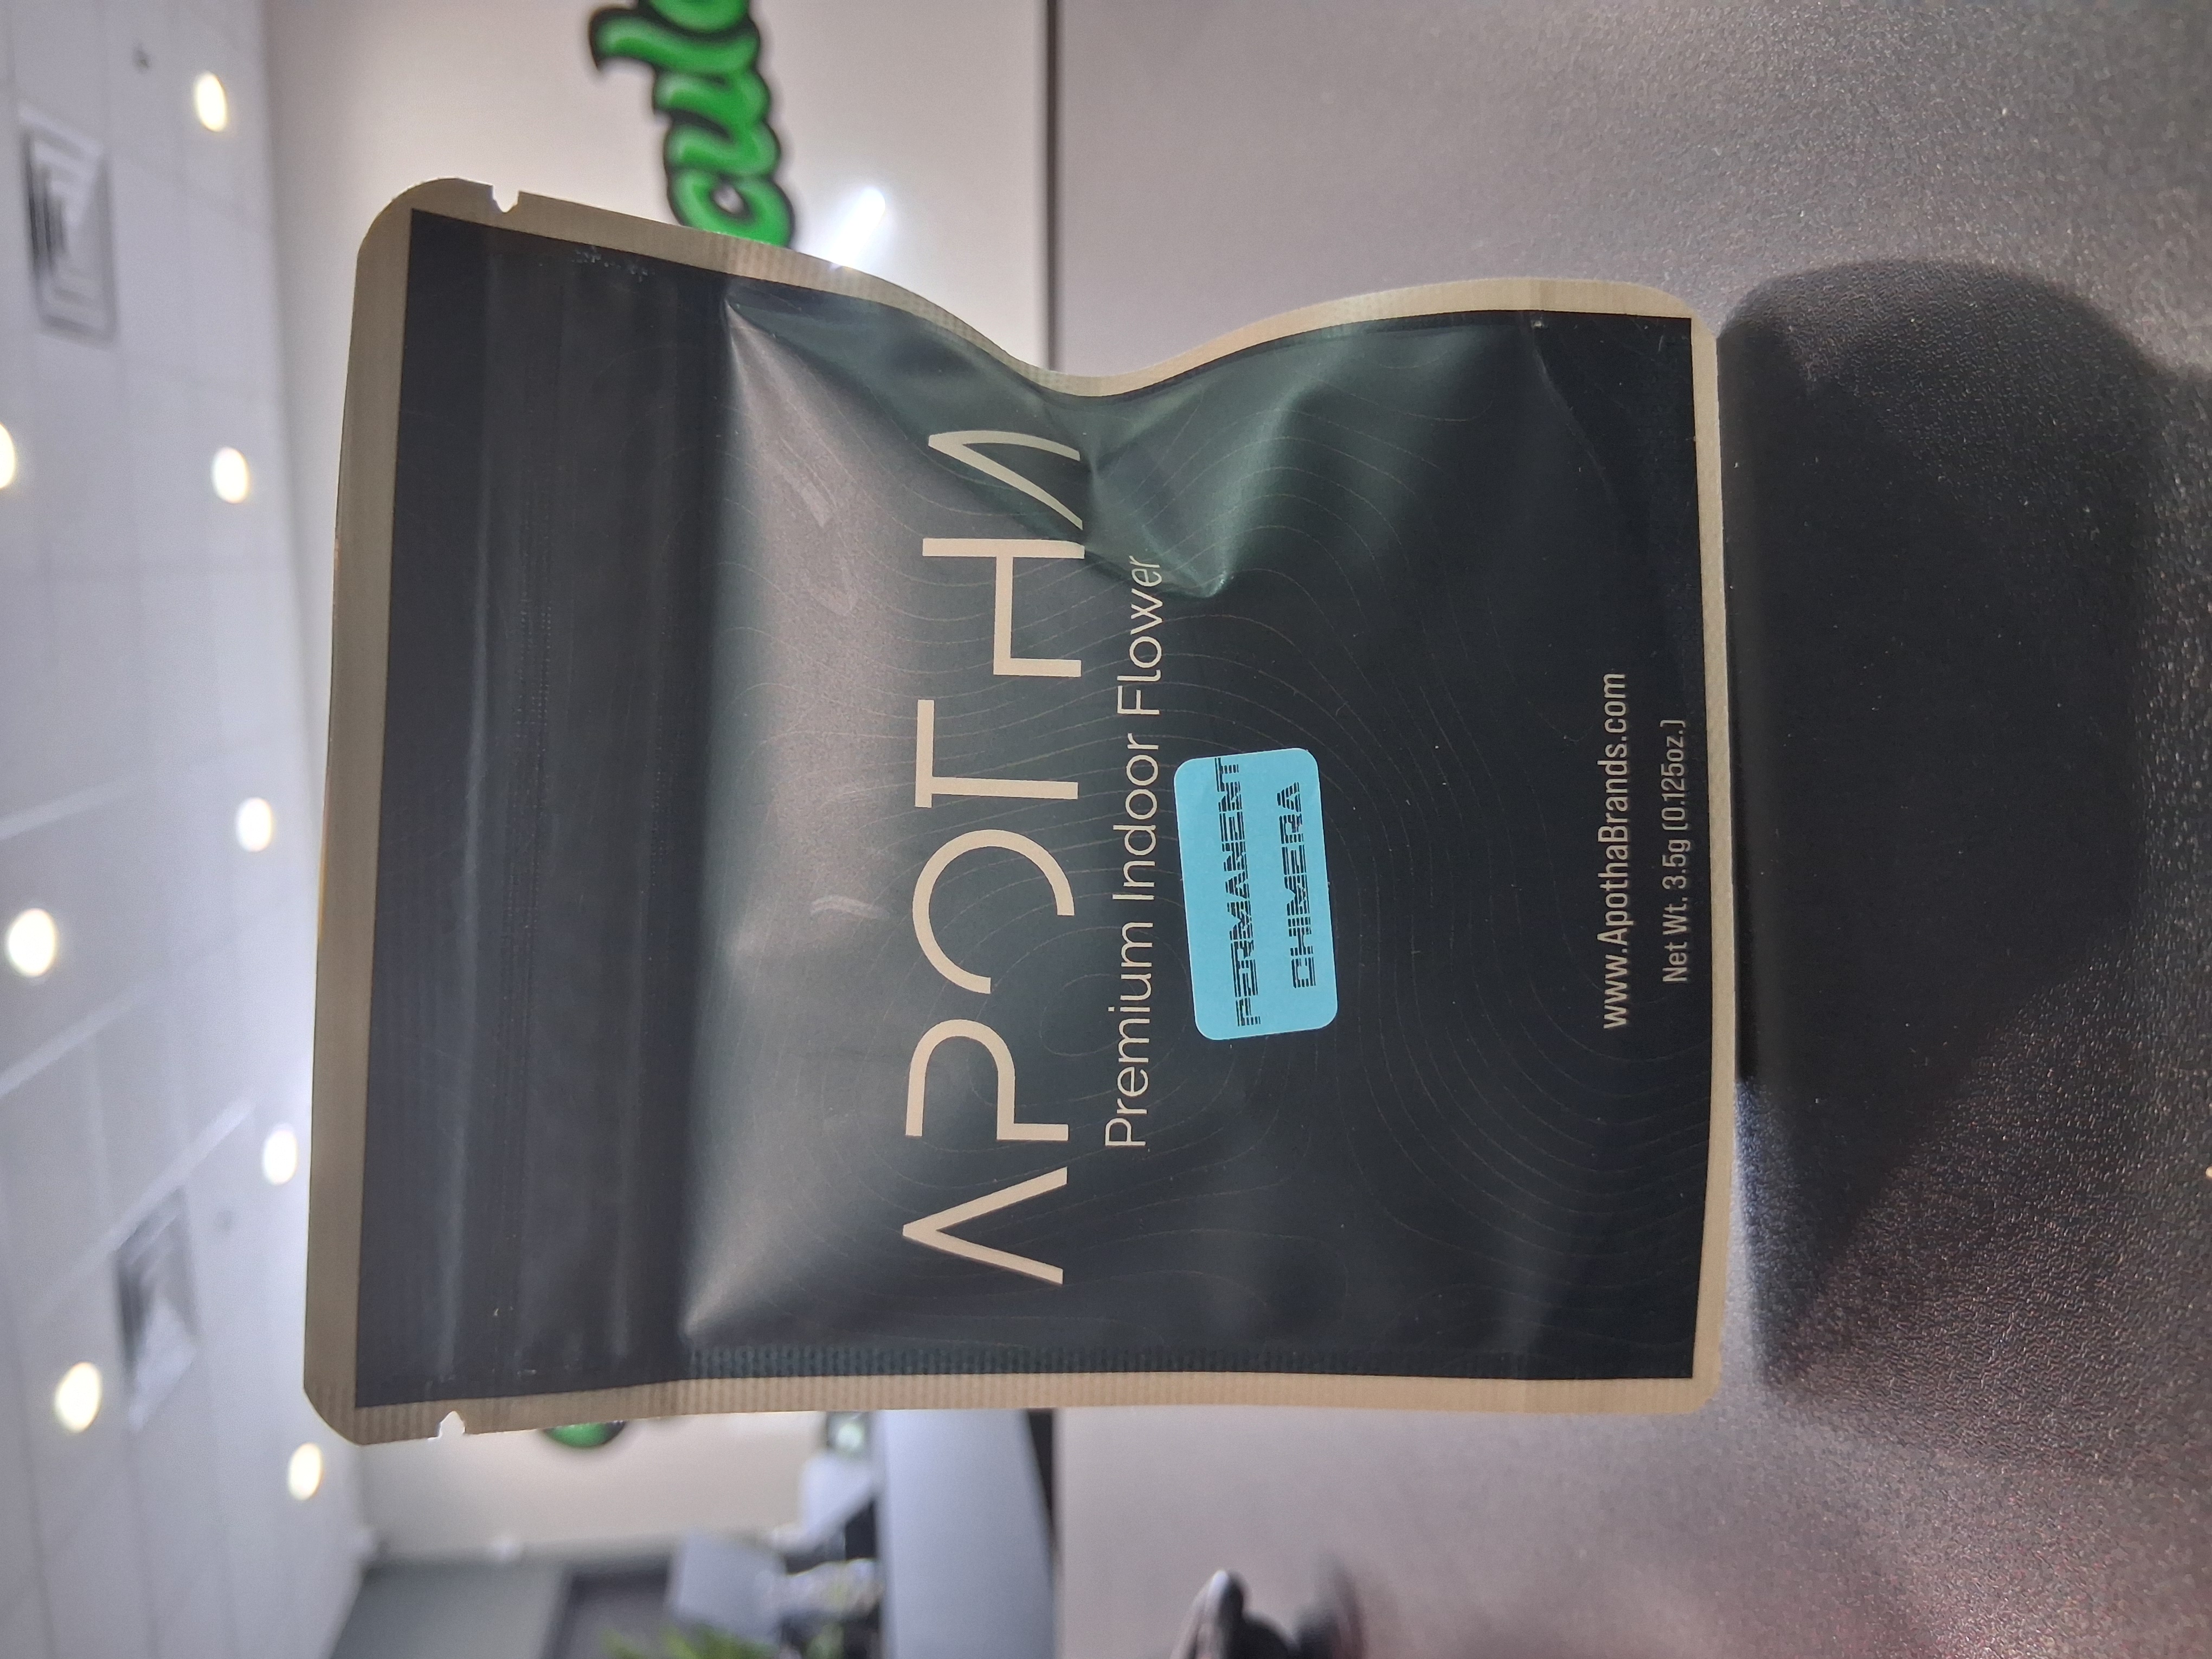 APOTHA
Premium Indoor Flower
PERMANENT
CHIMERA
www.ApothaBrands.com
Net Wt. 3.5g (0.125oz.)